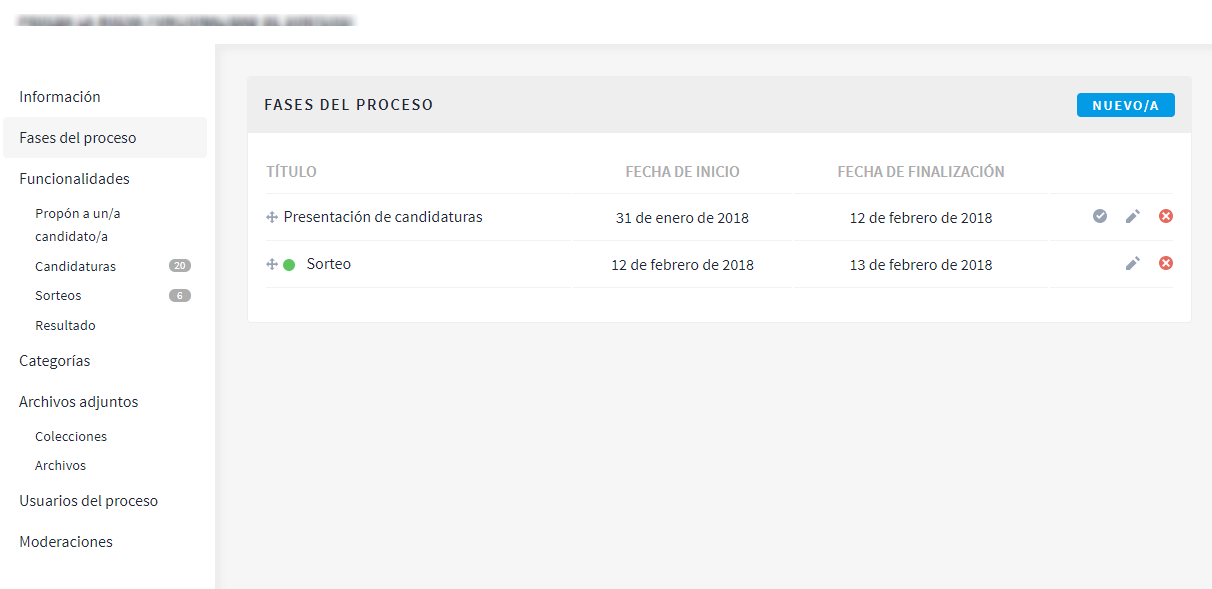 Información
Fases del proceso
Funcionalidades
Propón a un/a
candidato/a
Candidaturas 20
Sorteos 6
Resultado
Categorías
Archivos adjuntos
Colecciones
Archivos
Usuarios del proceso
Moderaciones
FASES DEL PROCESO NUEVO/A
TÍTULO FECHA DE INICIO FECHA DE FINALIZACIÓN
Presentación de candidaturas 31 de enero de 2018 12 de febrero de 2018
Sorteo 12 de febrero de 2018 13 de febrero de 2018